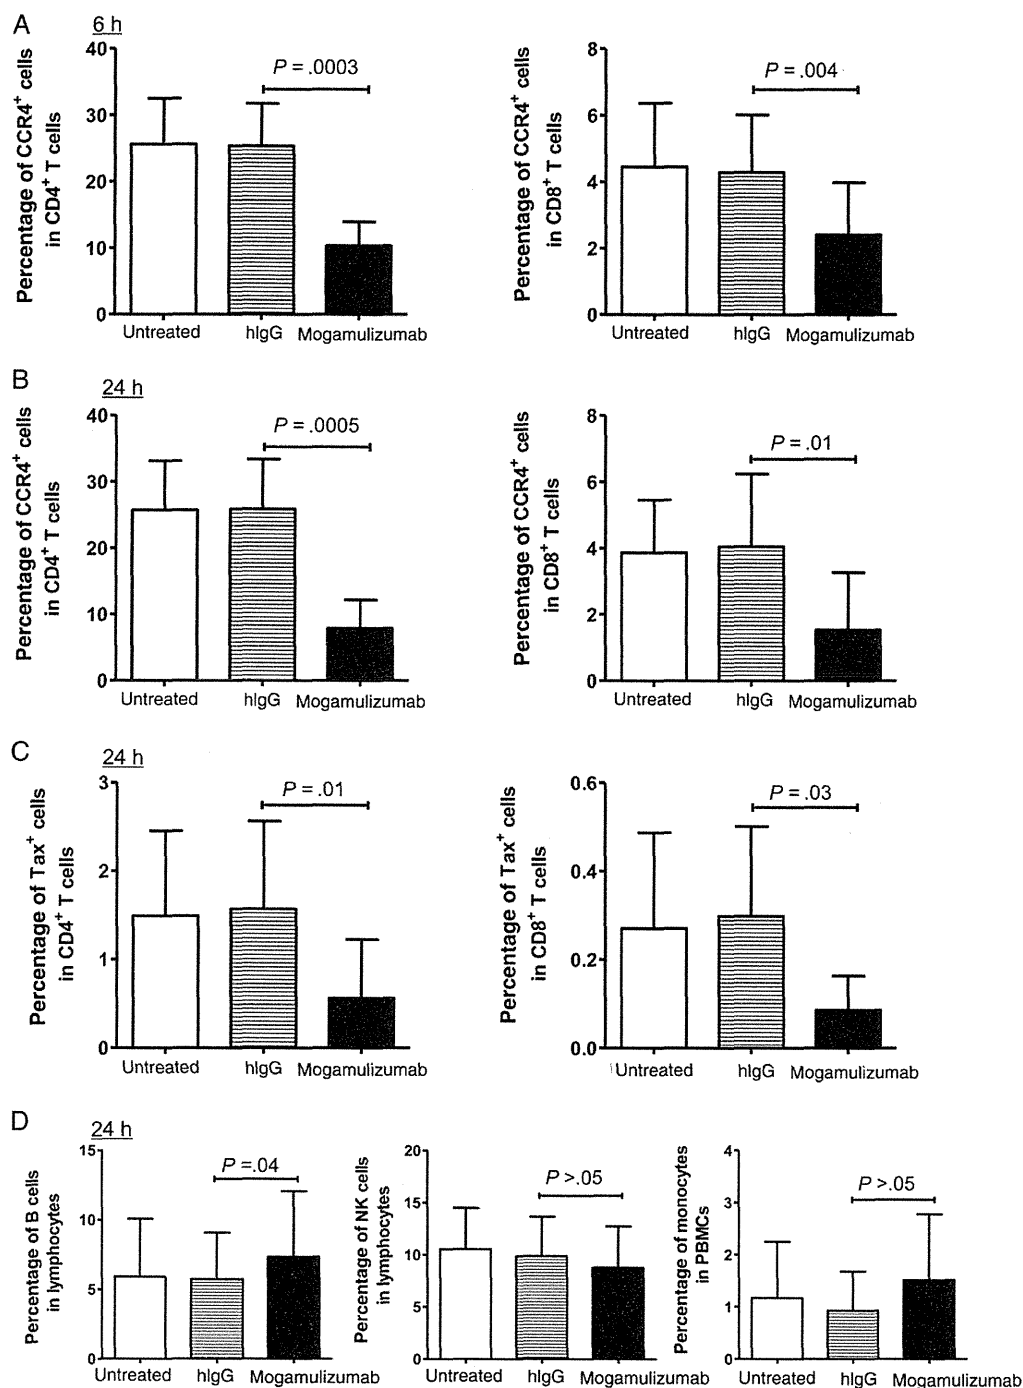 A
6 h
Percentage of CCR4+ cells
in CD4+ T cells
40
30
20
10
0
P = .0003
Untreated
hIgG
Mogamulizumab
Percentage of CCR4+ cells
in CD8+ T cells
8
6
4
2
0
P = .004
Untreated
hIgG
Mogamulizumab
B
24 h
Percentage of CCR4+ cells
in CD4+ T cells
40
30
20
10
0
P = .0005
Untreated
hIgG
Mogamulizumab
Percentage of CCR4+ cells
in CD8+ T cells
8
6
4
2
0
P = .01
Untreated
hIgG
Mogamulizumab
C
24 h
Percentage of Tax+ cells
in CD4+ T cells
3
2
1
0
P = .01
Untreated
hIgG
Mogamulizumab
Percentage of Tax+ cells
in CD8+ T cells
0.6
0.4
0.2
0.0
P = .03
Untreated
hIgG
Mogamulizumab
D
24 h
Percentage of B cells
in lymphocytes
15
10
5
0
P =.04
Untreated
hIgG
Mogamulizumab
Percentage of NK cells
in lymphocytes
20
15
10
5
0
P >.05
Untreated
hIgG
Mogamulizumab
Percentage of monocytes
in PBMCs
4
3
2
1
0
P >.05
Untreated
hIgG
Mogamulizumab